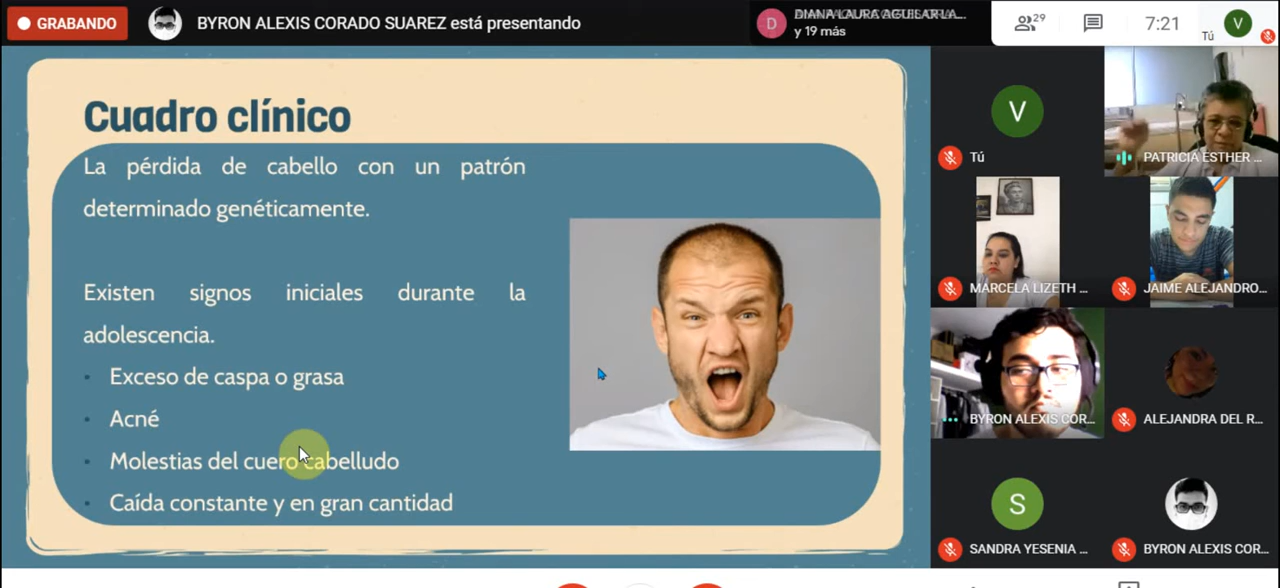 GRABANDO
BYRON ALEXIS CORADO SUAREZ está presentando
D
y 19 más
29
7:21
Tú
V
Cuadro clínico
La pérdida de cabello con un patrón
determinado genéticamente.
Existen signos iniciales durante la
adolescencia.
Exceso de caspa o grasa
Acné
Molestias del cuero cabelludo
Caída constante y en gran cantidad
V
Tú
PATRICIA ESTHER ...
MARCELA LIZETH ...
JAIME ALEJANDRO...
BYRON ALEXIS COR...
ALEJANDRA DEL R...
S
SANDRA YESENIA ...
BYRON ALEXIS COR...